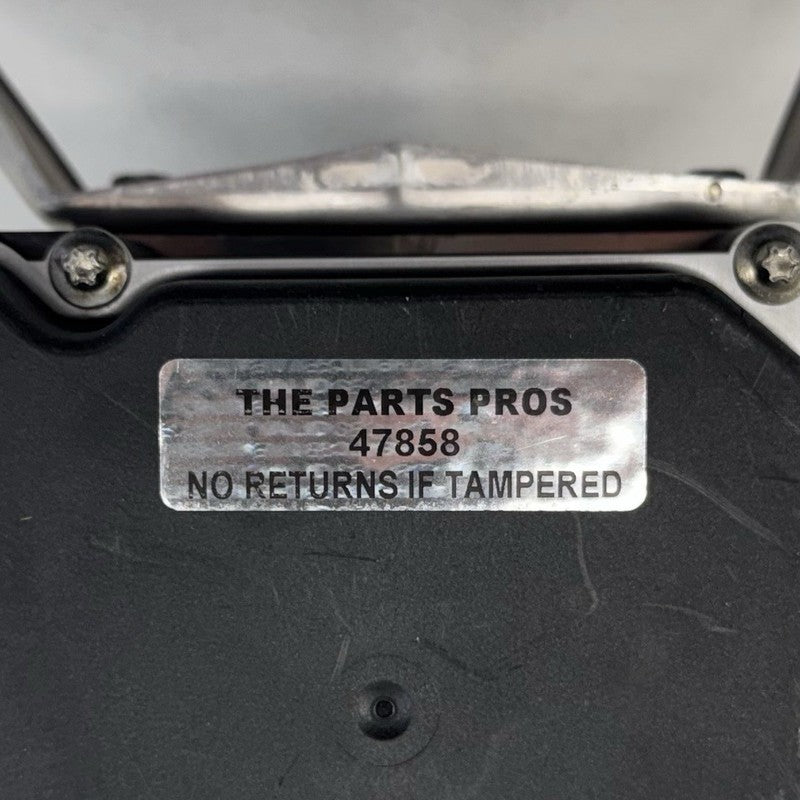 THE PARTS PROS
47858
NO RETURNS IF TAMPERED